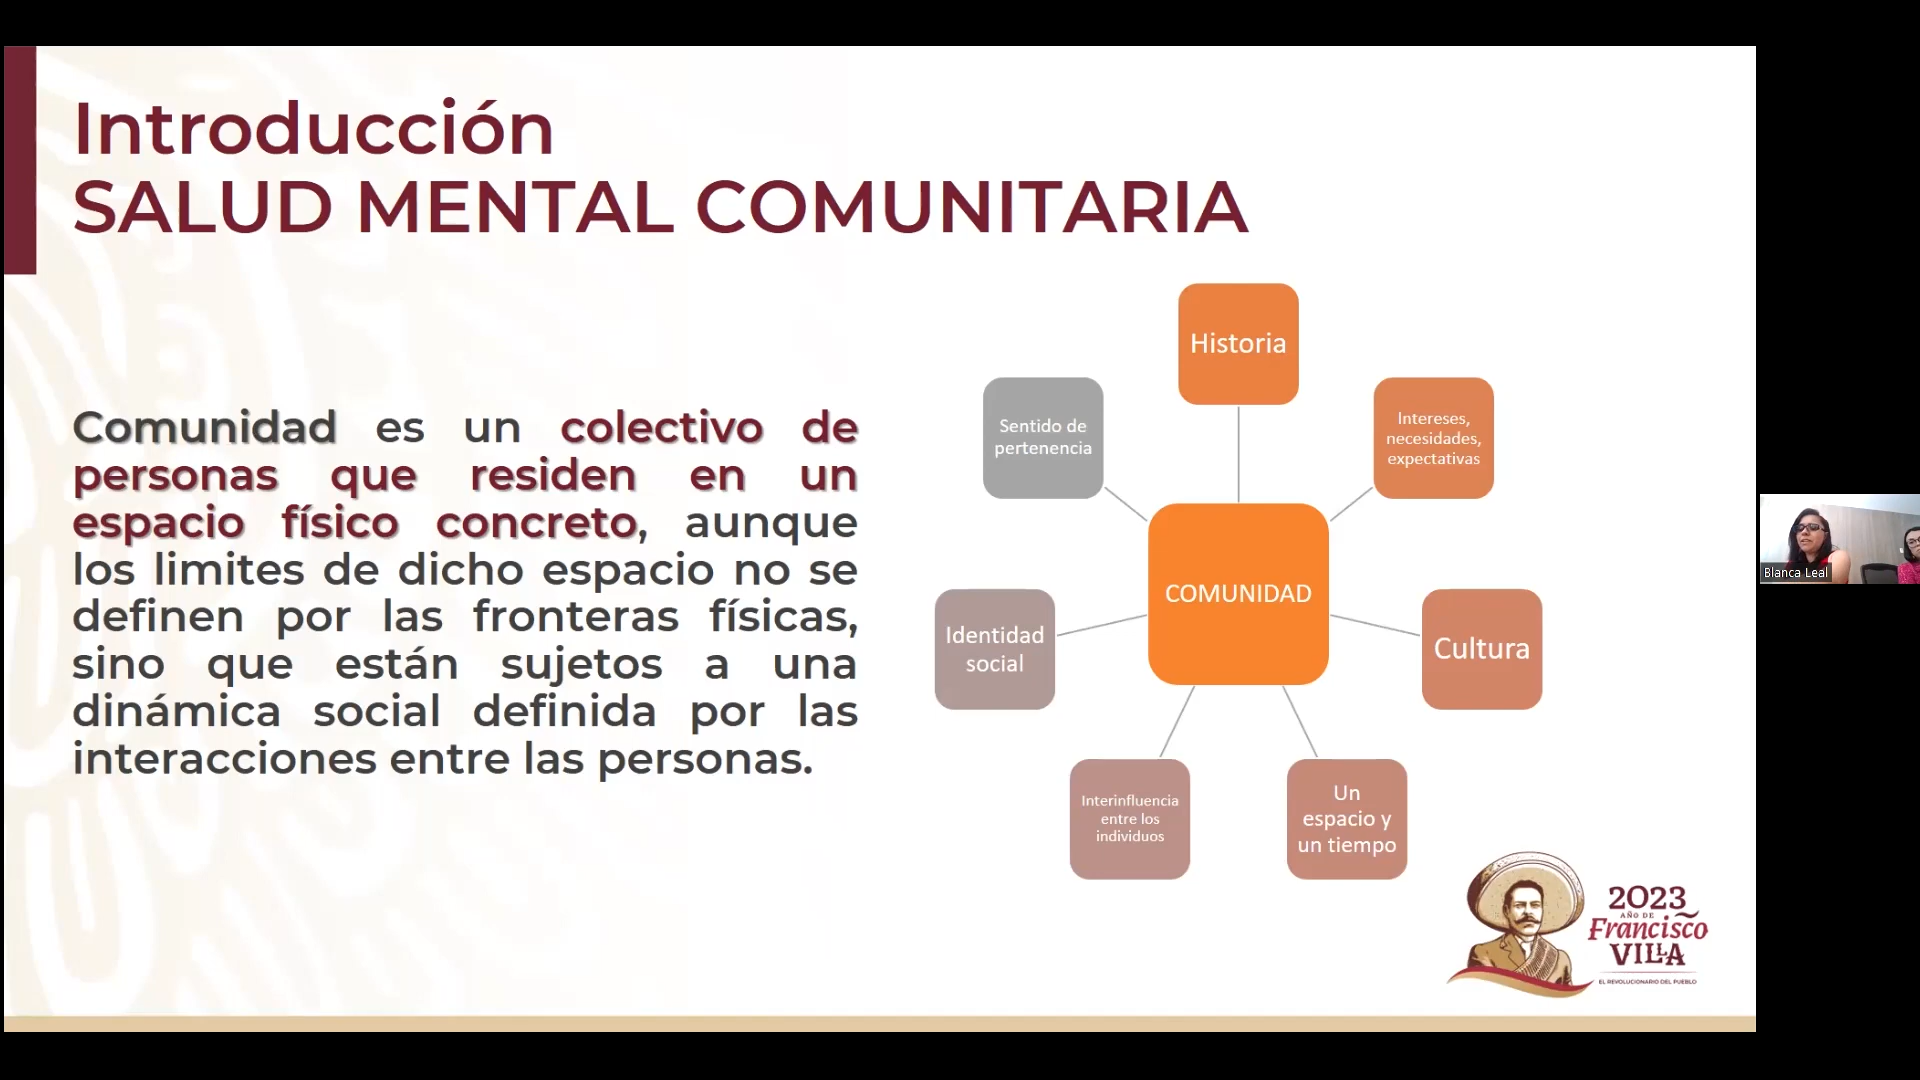 Introducción
SALUD MENTAL COMUNITARIA
Comunidad es un colectivo de
personas que residen en un
espacio físico concreto, aunque
los limites de dicho espacio no se
definen por las fronteras físicas,
sino que están sujetos a una
dinámica social definida por las
interacciones entre las personas.
Historia
Intereses,
necesidades,
expectativas
Cultura
Un
espacio y
un tiempo
Interinfluencia
entre los
individuos
Identidad
social
Sentido de
pertenencia
COMUNIDAD
2023
AÑO DE
Francisco
VILLA
EL REVOLUCIONARIO DEL PUEBLO
Blanca Leal